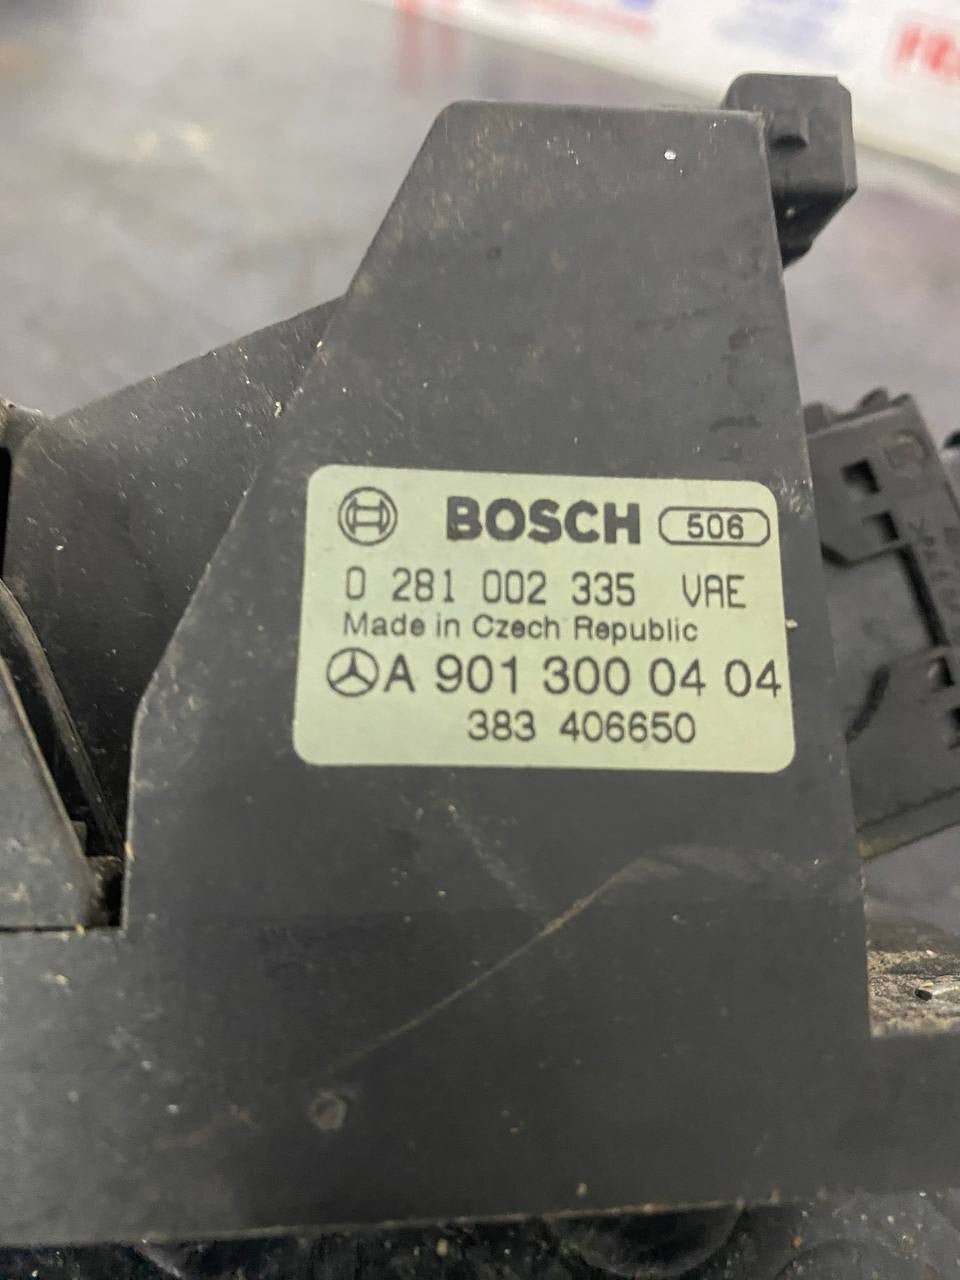 BOSCH 506
0 281 002 335 VAE
Made in Czech Republic
A 901 300 04 04
383 406650